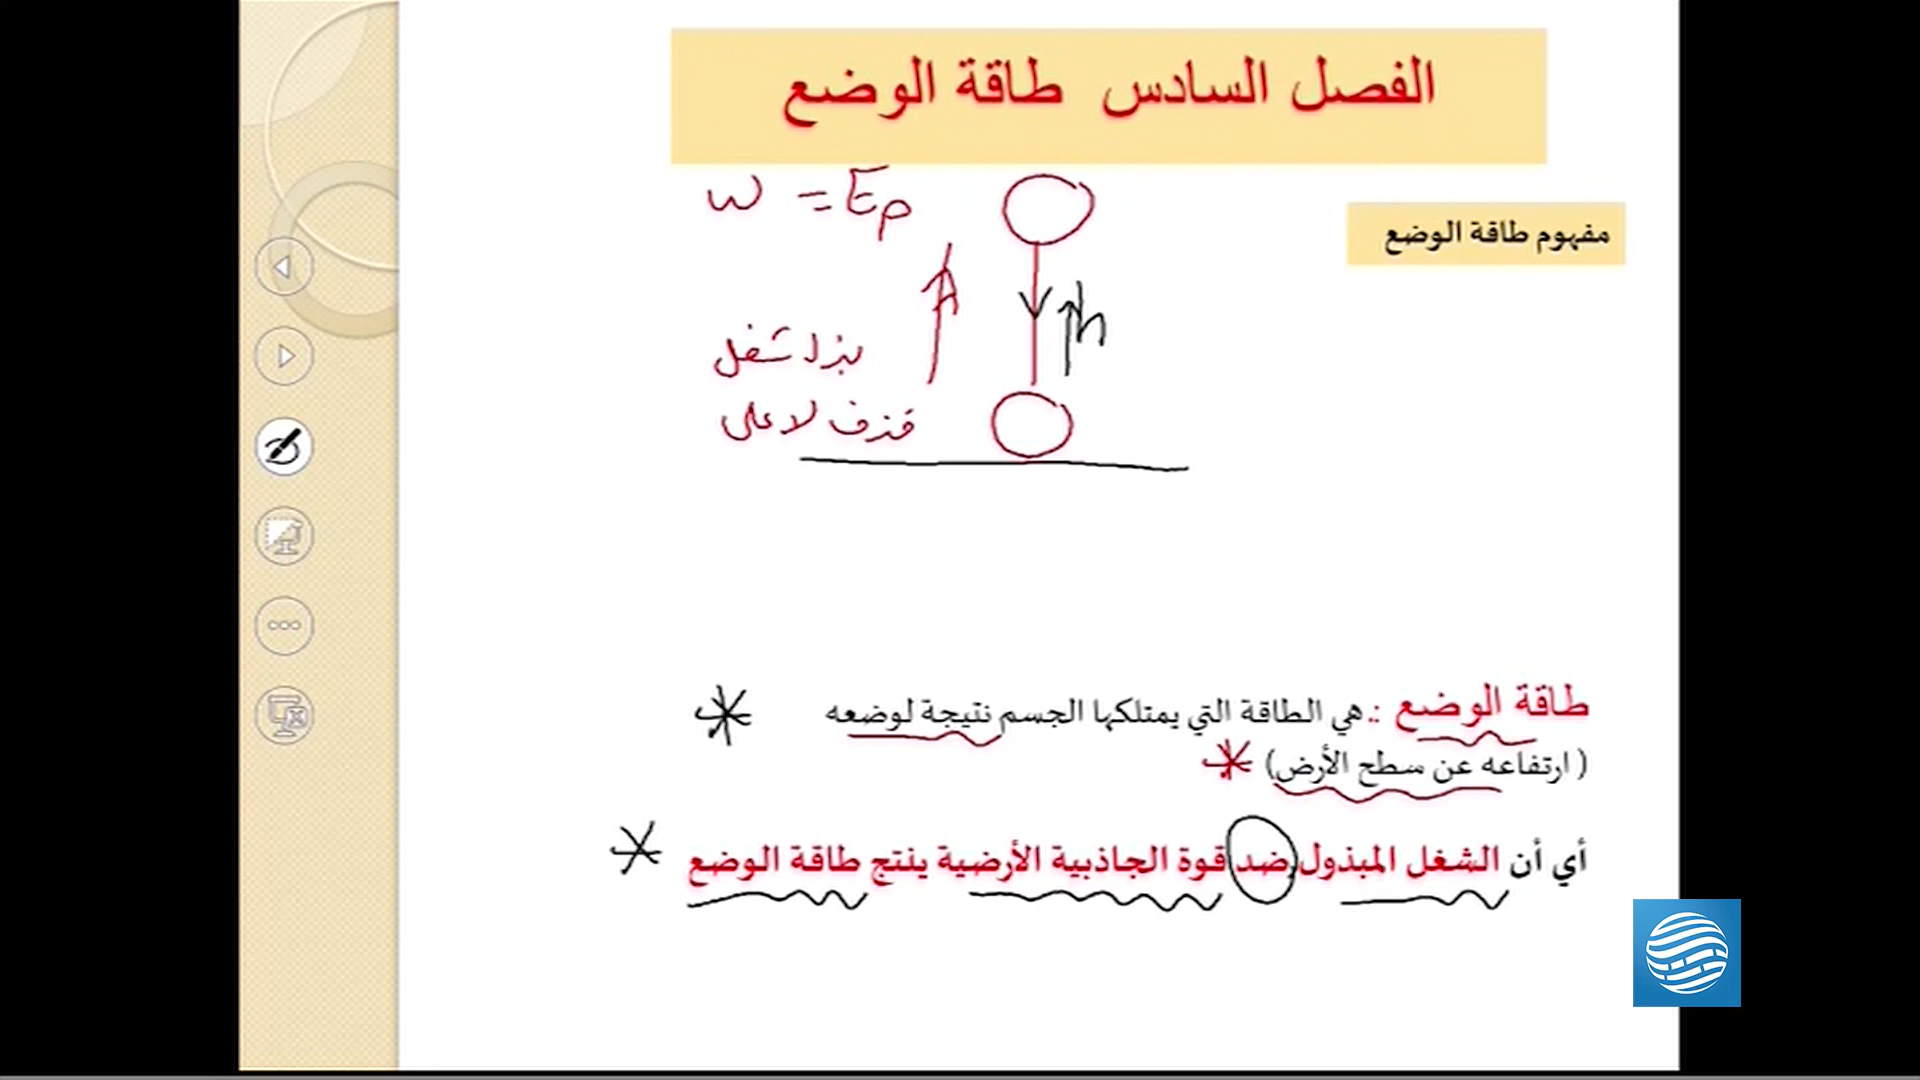 الفصل السادس طاقة الوضع
مفهوم طاقة الوضع
W = Ep
h
بذل شغل
قذف لاعلى
طاقة الوضع :. هي الطاقة التي يمتلكها الجسم نتيجة لوضعه
( ارتفاعه عن سطح الأرض)
أي أن الشغل المبذول ضد قوة الجاذبية الأرضية ينتج طاقة الوضع